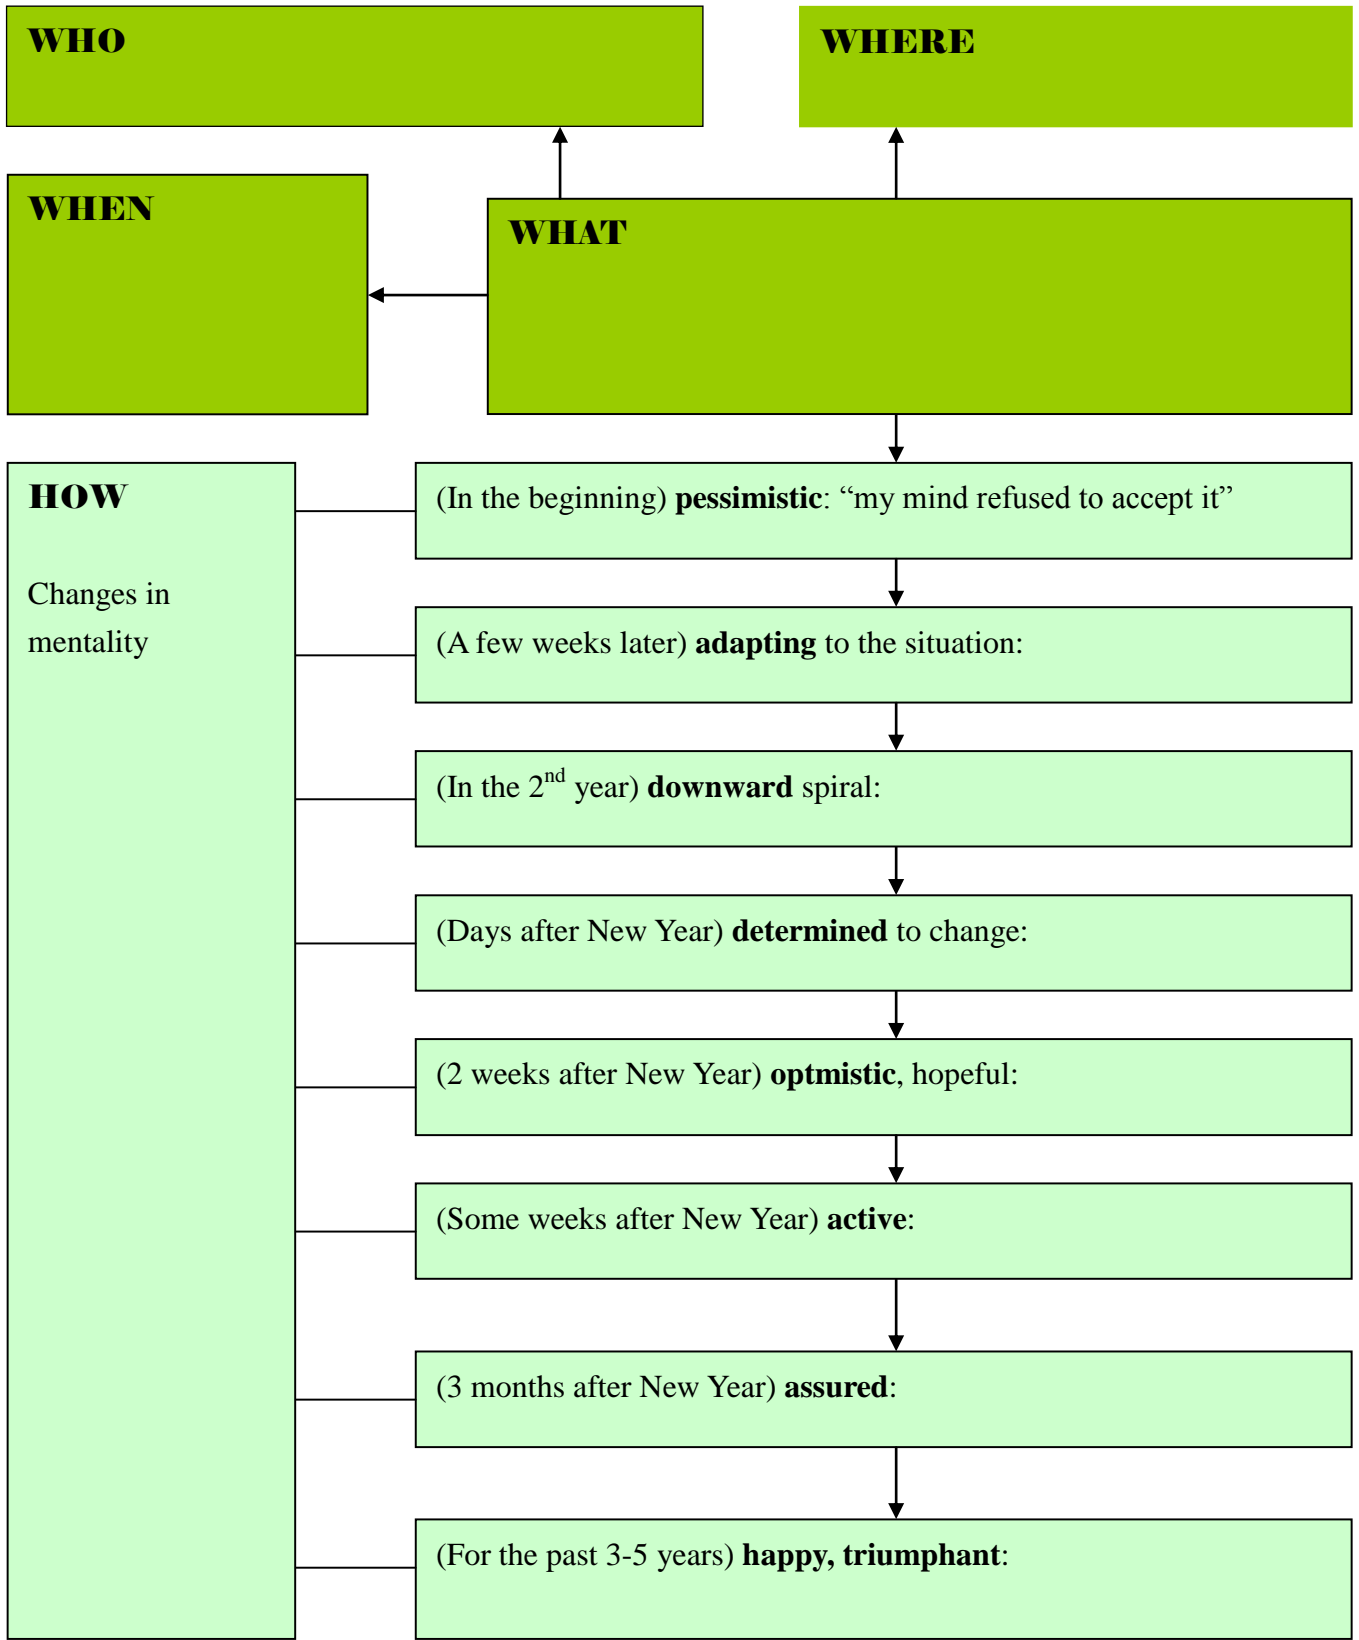 WHO
WHERE
WHEN
WHAT
HOW
Changes in
mentality
(In the beginning) pessimistic: “my mind refused to accept it”
(A few weeks later) adapting to the situation:
(In the 2nd year) downward spiral:
(Days after New Year) determined to change:
(2 weeks after New Year) optmistic, hopeful:
(Some weeks after New Year) active:
(3 months after New Year) assured:
(For the past 3-5 years) happy, triumphant: